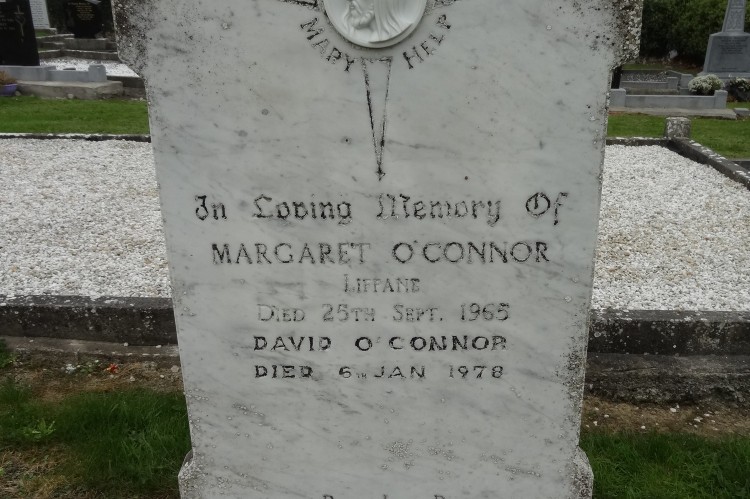 MARY HELP
In Loving Memory Of
MARGARET O'CONNOR
LIFFANE
DIED 25TH SEPT. 1965
DAVID O'CONNOR
DIED 6TH JAN 1978